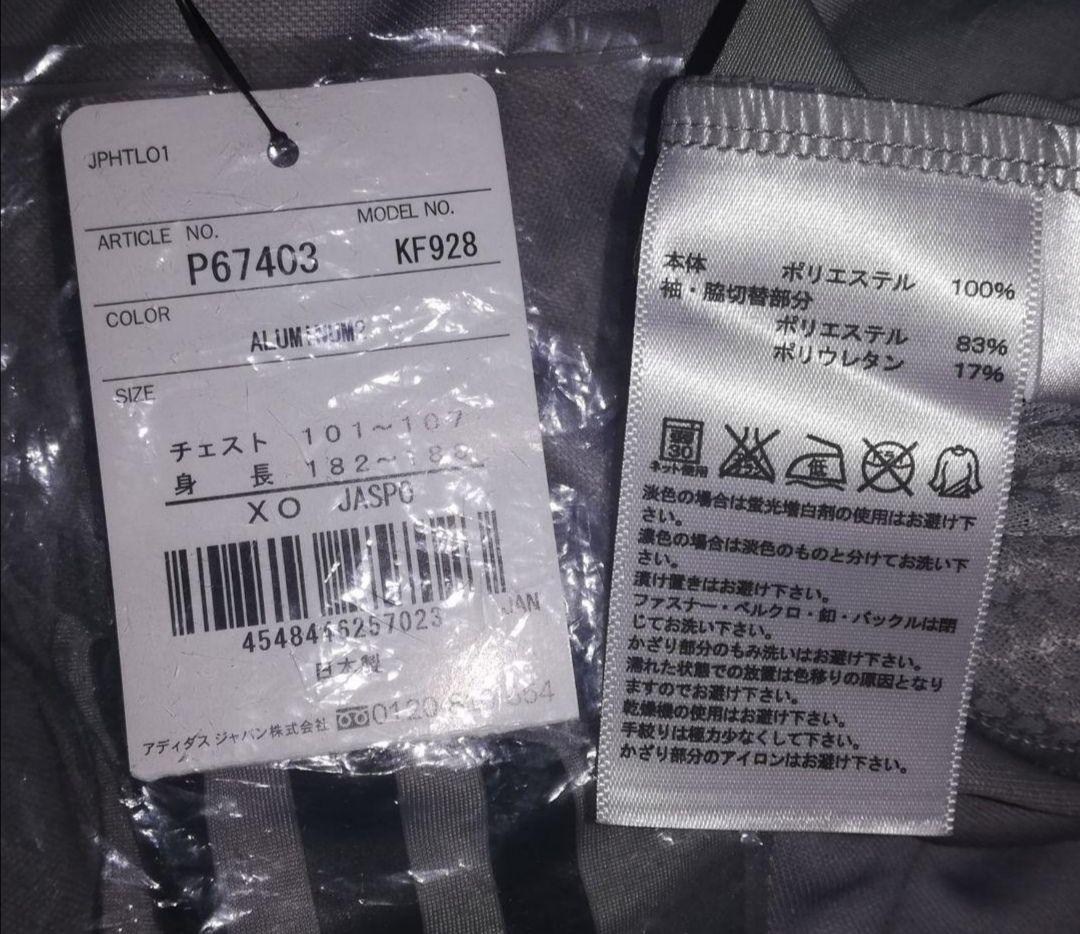 JPHTL01
ARTICLE NO.
MODEL NO.
P67403
KF928
COLOR
SIZE
チェスト 101~107
身長 182~188
XO JASPO
JAN
日本製
アディダス ジャパン株式会社
本体 ポリエステル 100%
袖・脇切替部分
ポリエステル 83%
ポリウレタン 17%
30
ネット使用
低
淡色の場合は蛍光増白剤の使用はお避け下
さい。
濃色の場合は淡色のものと分けてお洗い下
さい。
漬け置きはお避け下さい。
ファスナー・ベルクロ・釦・バックルは閉
じてお洗い下さい。
かざり部分のもみ洗いはお避け下さい。
濡れた状態での放置は色移りの原因となり
ますのでお避け下さい。
乾燥機の使用はお避け下さい。
手絞りは極力少なくして下さい。
かざり部分のアイロンはお避け下さい。